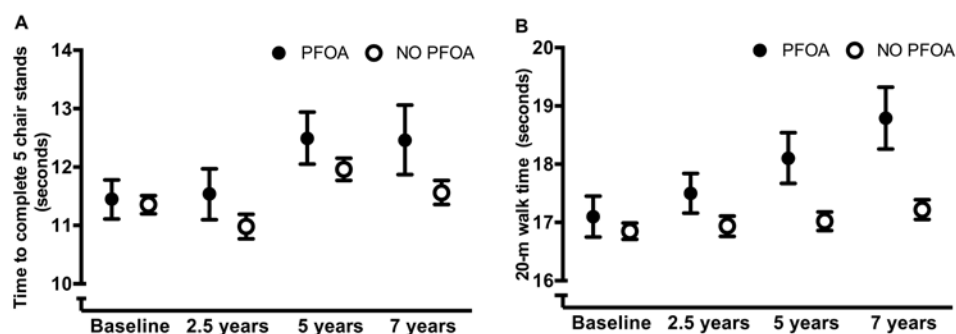 A
PFOA NO PFOA
Time to complete 5 chair stands
(seconds)
14
13
12
11
10
Baseline 2.5 years 5 years 7 years
B
PFOA NO PFOA
20-m walk time (seconds)
20
19
18
17
16
Baseline 2.5 years 5 years 7 years